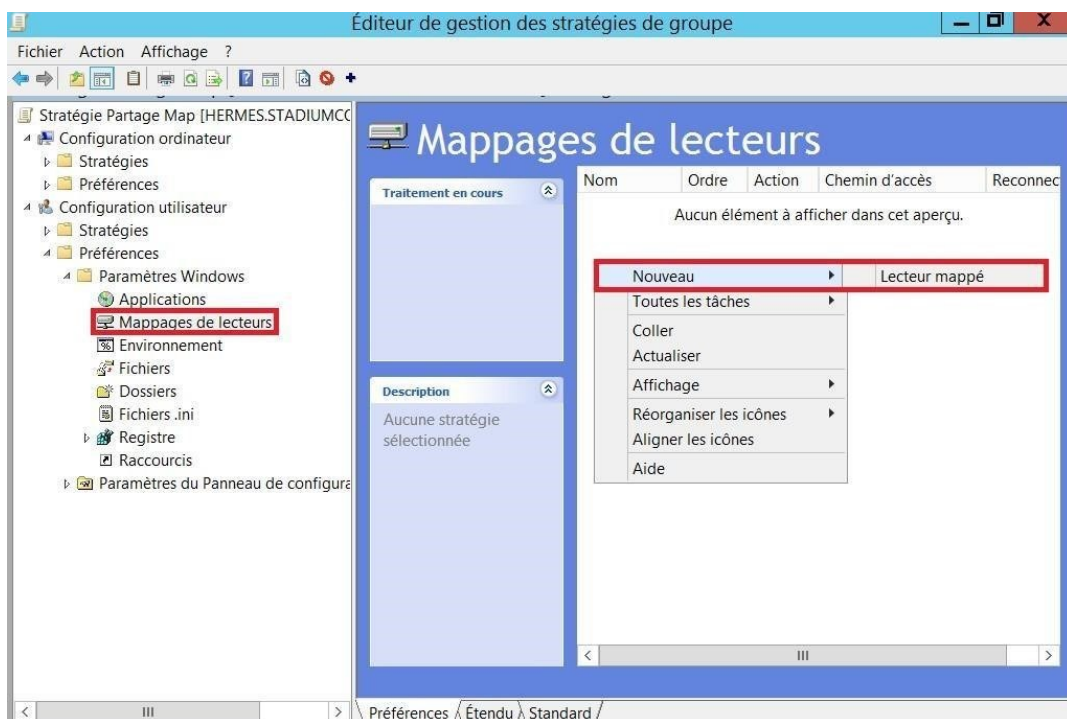 Éditeur de gestion des stratégies de groupe
Fichier Action Affichage ?
Stratégie Partage Map [HERMES.STADIUMCO
Configuration ordinateur
Stratégies
Préférences
Configuration utilisateur
Stratégies
Préférences
Paramètres Windows
Applications
Mappages de lecteurs
Environnement
Fichiers
Dossiers
Fichiers .ini
Registre
Raccourcis
Paramètres du Panneau de configura
Mappages de lecteurs
Traitement en cours
Description
Aucune stratégie
sélectionnée
Nom Ordre Action Chemin d'accès Reconnec
Aucun élément à afficher dans cet aperçu.
Nouveau
Lecteur mappé
Toutes les tâches
Coller
Actualiser
Affichage
Réorganiser les icônes
Aligner les icônes
Aide
Préférences Étendu Standard